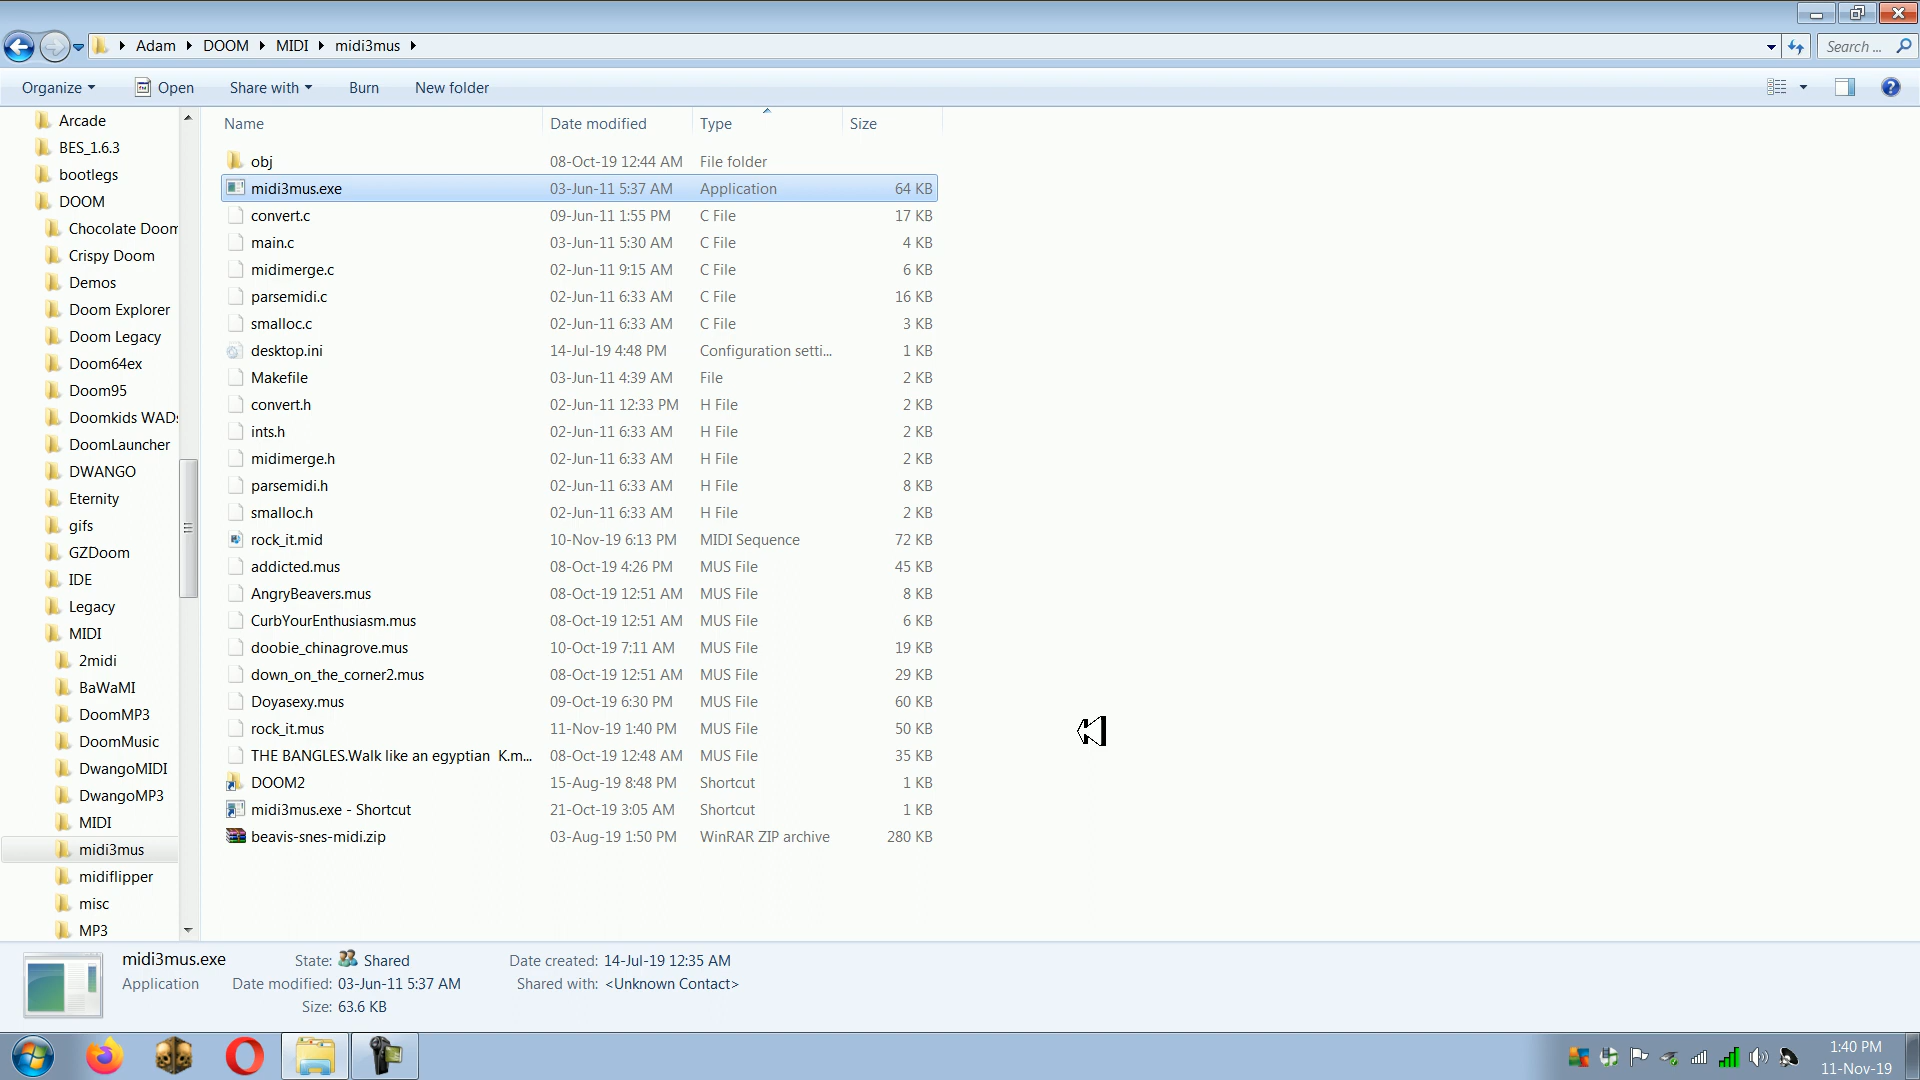 Adam DOOM MIDI midi3mus
Search ...
Organize Open Share with Burn New folder
Arcade
BES_1.6.3
bootlegs
DOOM
Chocolate Doom
Crispy Doom
Demos
Doom Explorer
Doom Legacy
Doom64ex
Doom95
Doomkids WADs
DoomLauncher
DWANGO
Eternity
gifs
GZDoom
IDE
Legacy
MIDI
2midi
BaWaMI
DoomMP3
DoomMusic
DwangoMIDI
DwangoMP3
MIDI
midi3mus
midiflipper
misc
MP3
Name Date modified Type Size
obj 08-Oct-19 12:44 AM File folder
midi3mus.exe 03-Jun-11 5:37 AM Application 64 KB
convert.c 09-Jun-11 1:55 PM C File 17 KB
main.c 03-Jun-11 5:30 AM C File 4 KB
midimerge.c 02-Jun-11 9:15 AM C File 6 KB
parsemidi.c 02-Jun-11 6:33 AM C File 16 KB
smalloc.c 02-Jun-11 6:33 AM C File 3 KB
desktop.ini 14-Jul-19 4:48 PM Configuration setti... 1 KB
Makefile 03-Jun-11 4:39 AM File 2 KB
convert.h 02-Jun-11 12:33 PM H File 2 KB
ints.h 02-Jun-11 6:33 AM H File 2 KB
midimerge.h 02-Jun-11 6:33 AM H File 2 KB
parsemidi.h 02-Jun-11 6:33 AM H File 8 KB
smalloc.h 02-Jun-11 6:33 AM H File 2 KB
rock_it.mid 10-Nov-19 6:13 PM MIDI Sequence 72 KB
addicted.mus 08-Oct-19 4:26 PM MUS File 45 KB
AngryBeavers.mus 08-Oct-19 12:51 AM MUS File 8 KB
CurbYourEnthusiasm.mus 08-Oct-19 12:51 AM MUS File 6 KB
doobie_chinagrove.mus 10-Oct-19 7:11 AM MUS File 19 KB
down_on_the_corner2.mus 08-Oct-19 12:51 AM MUS File 29 KB
Doyasexy.mus 09-Oct-19 6:30 PM MUS File 60 KB
rock_it.mus 11-Nov-19 1:40 PM MUS File 50 KB
THE BANGLES.Walk like an egyptian K.m... 08-Oct-19 12:48 AM MUS File 35 KB
DOOM2 15-Aug-19 8:48 PM Shortcut 1 KB
midi3mus.exe - Shortcut 21-Oct-19 3:05 AM Shortcut 1 KB
beavis-snes-midi.zip 03-Aug-19 1:50 PM WinRAR ZIP archive 280 KB
midi3mus.exe State: Shared Date created: 14-Jul-19 12:35 AM
Application Date modified: 03-Jun-11 5:37 AM Shared with: <Unknown Contact>
Size: 63.6 KB
1:40 PM
11-Nov-19